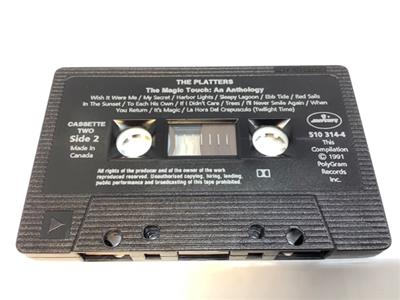 THE PLATTERS
The Magic Touch: An Anthology
Wish It Were Me / My Secret / Harbor Lights / Sleepy Lagoon / Ebb Tide / Red Sails
In The Sunset / To Each His Own / If I Didn't Care / Trees / I'll Never Smile Again / When
You Return / It's Magic / La Hora Del Crepusculo (Twilight Time)
CASSETTE
TWO
Side 2
Made in
Canada
mercury
510 314-4
This
Compilation
© 1991
PolyGram
Records
Inc.
All rights of the producer and of the owner of the work
reproduced reserved. Unauthorised copying, hiring, lending,
public performance and broadcasting of this tape prohibited.